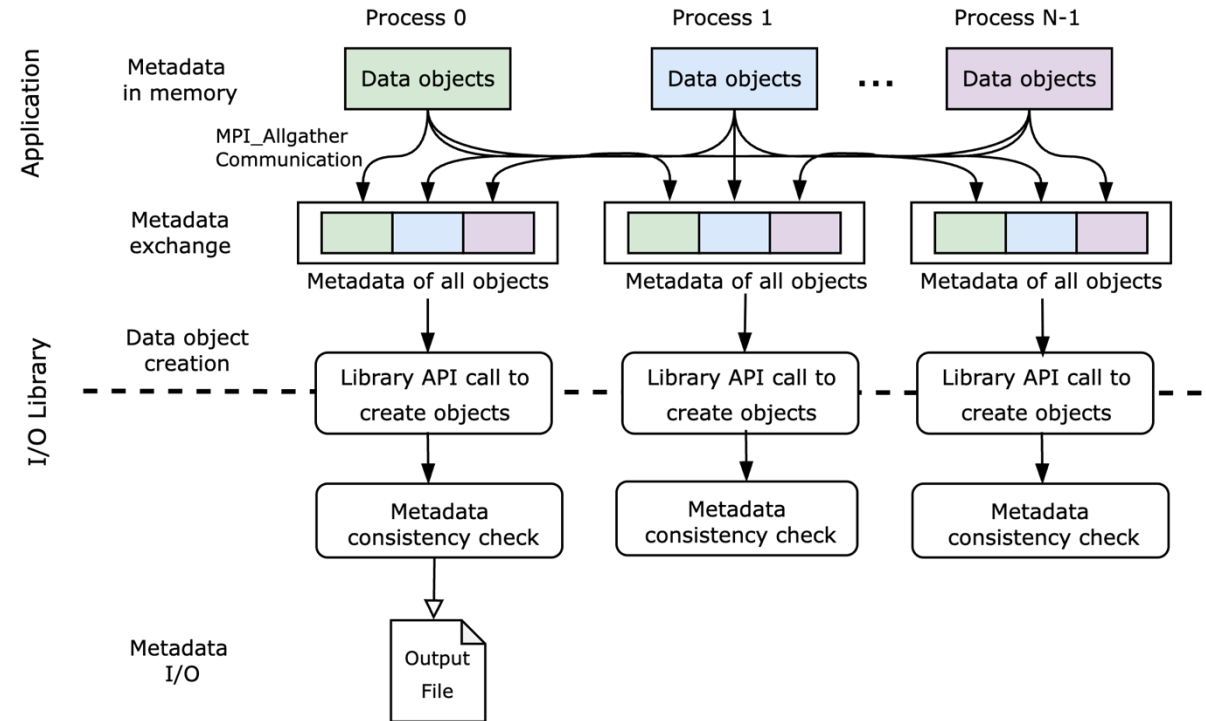 Process 0
Process 1
Process N-1
Application
Metadata
in memory
Data objects
Data objects
...
Data objects
MPI_Allgather
Communication
Metadata
exchange
Metadata of all objects
Metadata of all objects
Metadata of all objects
I/O Library
Data object
creation
Library API call to
create objects
Library API call to
create objects
Library API call to
create objects
Metadata
consistency check
Metadata
consistency check
Metadata
consistency check
Metadata
I/O
Output
File